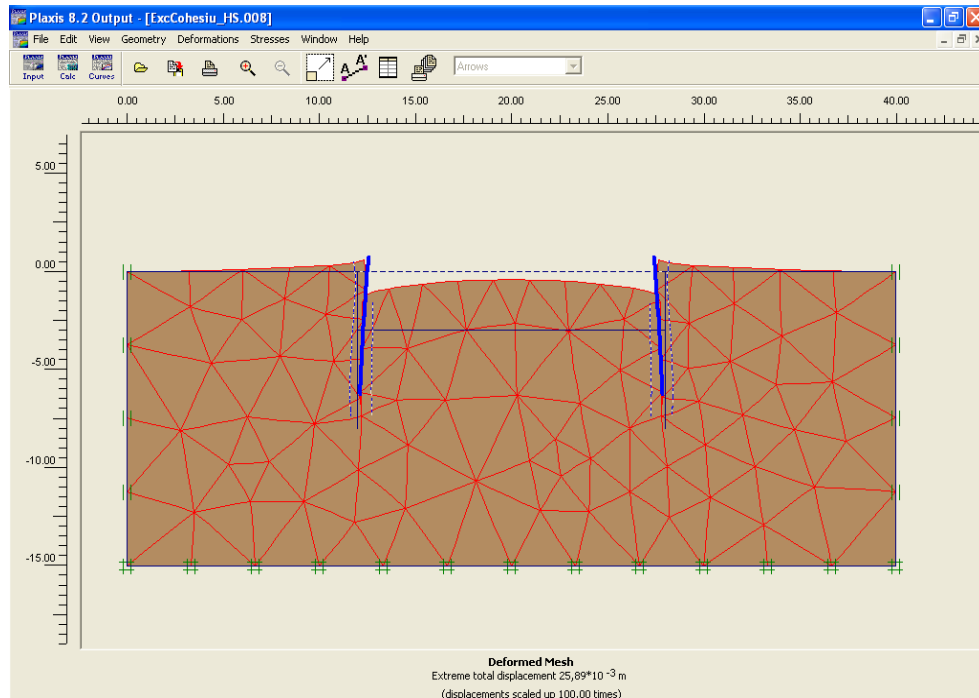 Plaxis 8.2 Output - [ExcCohesiu_HS.008]
File Edit View Geometry Deformations Stresses Window Help
Input Calc Curves A A' Arrows
0.00 5.00 10.00 15.00 20.00 25.00 30.00 35.00 40.00
5.00
0.00
-5.00
-10.00
-15.00
Deformed Mesh
Extreme total displacement 25,89*10 -3 m
(displacements scaled up 100,00 times)